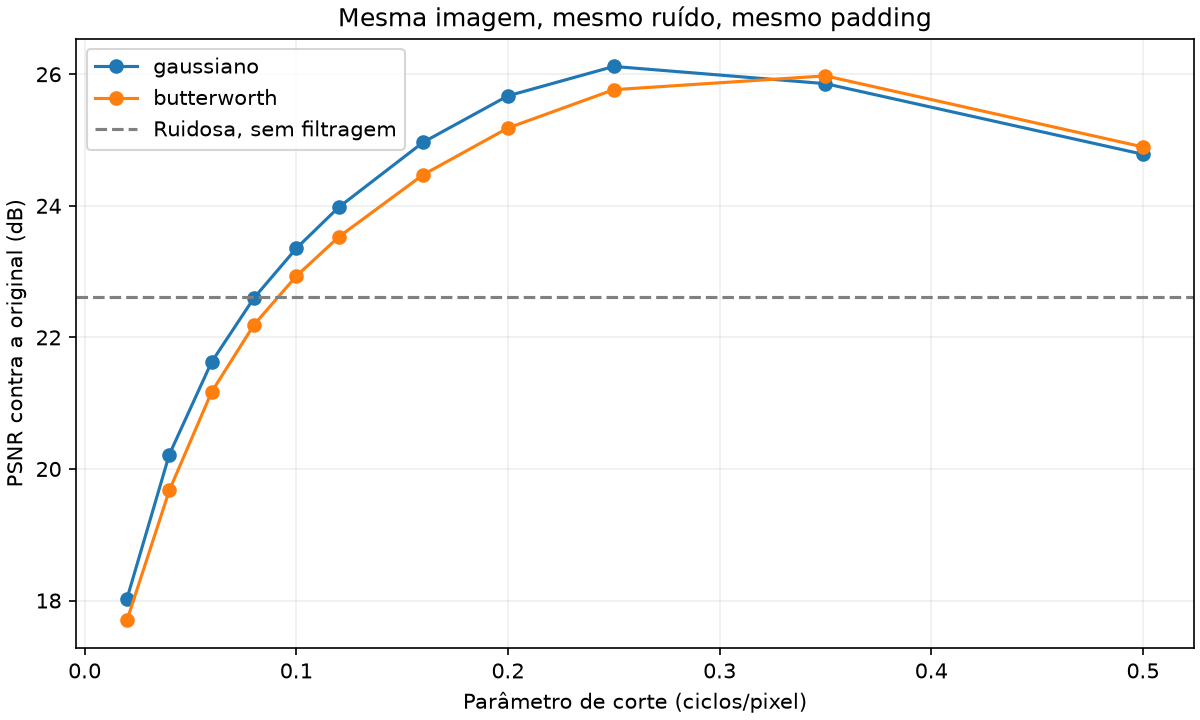 Mesma imagem, mesmo ruído, mesmo padding
gaussiano
butterworth
Ruidosa, sem filtragem
PSNR contra a original (dB)
26
24
22
20
18
0.0 0.1 0.2 0.3 0.4 0.5
Parâmetro de corte (ciclos/pixel)